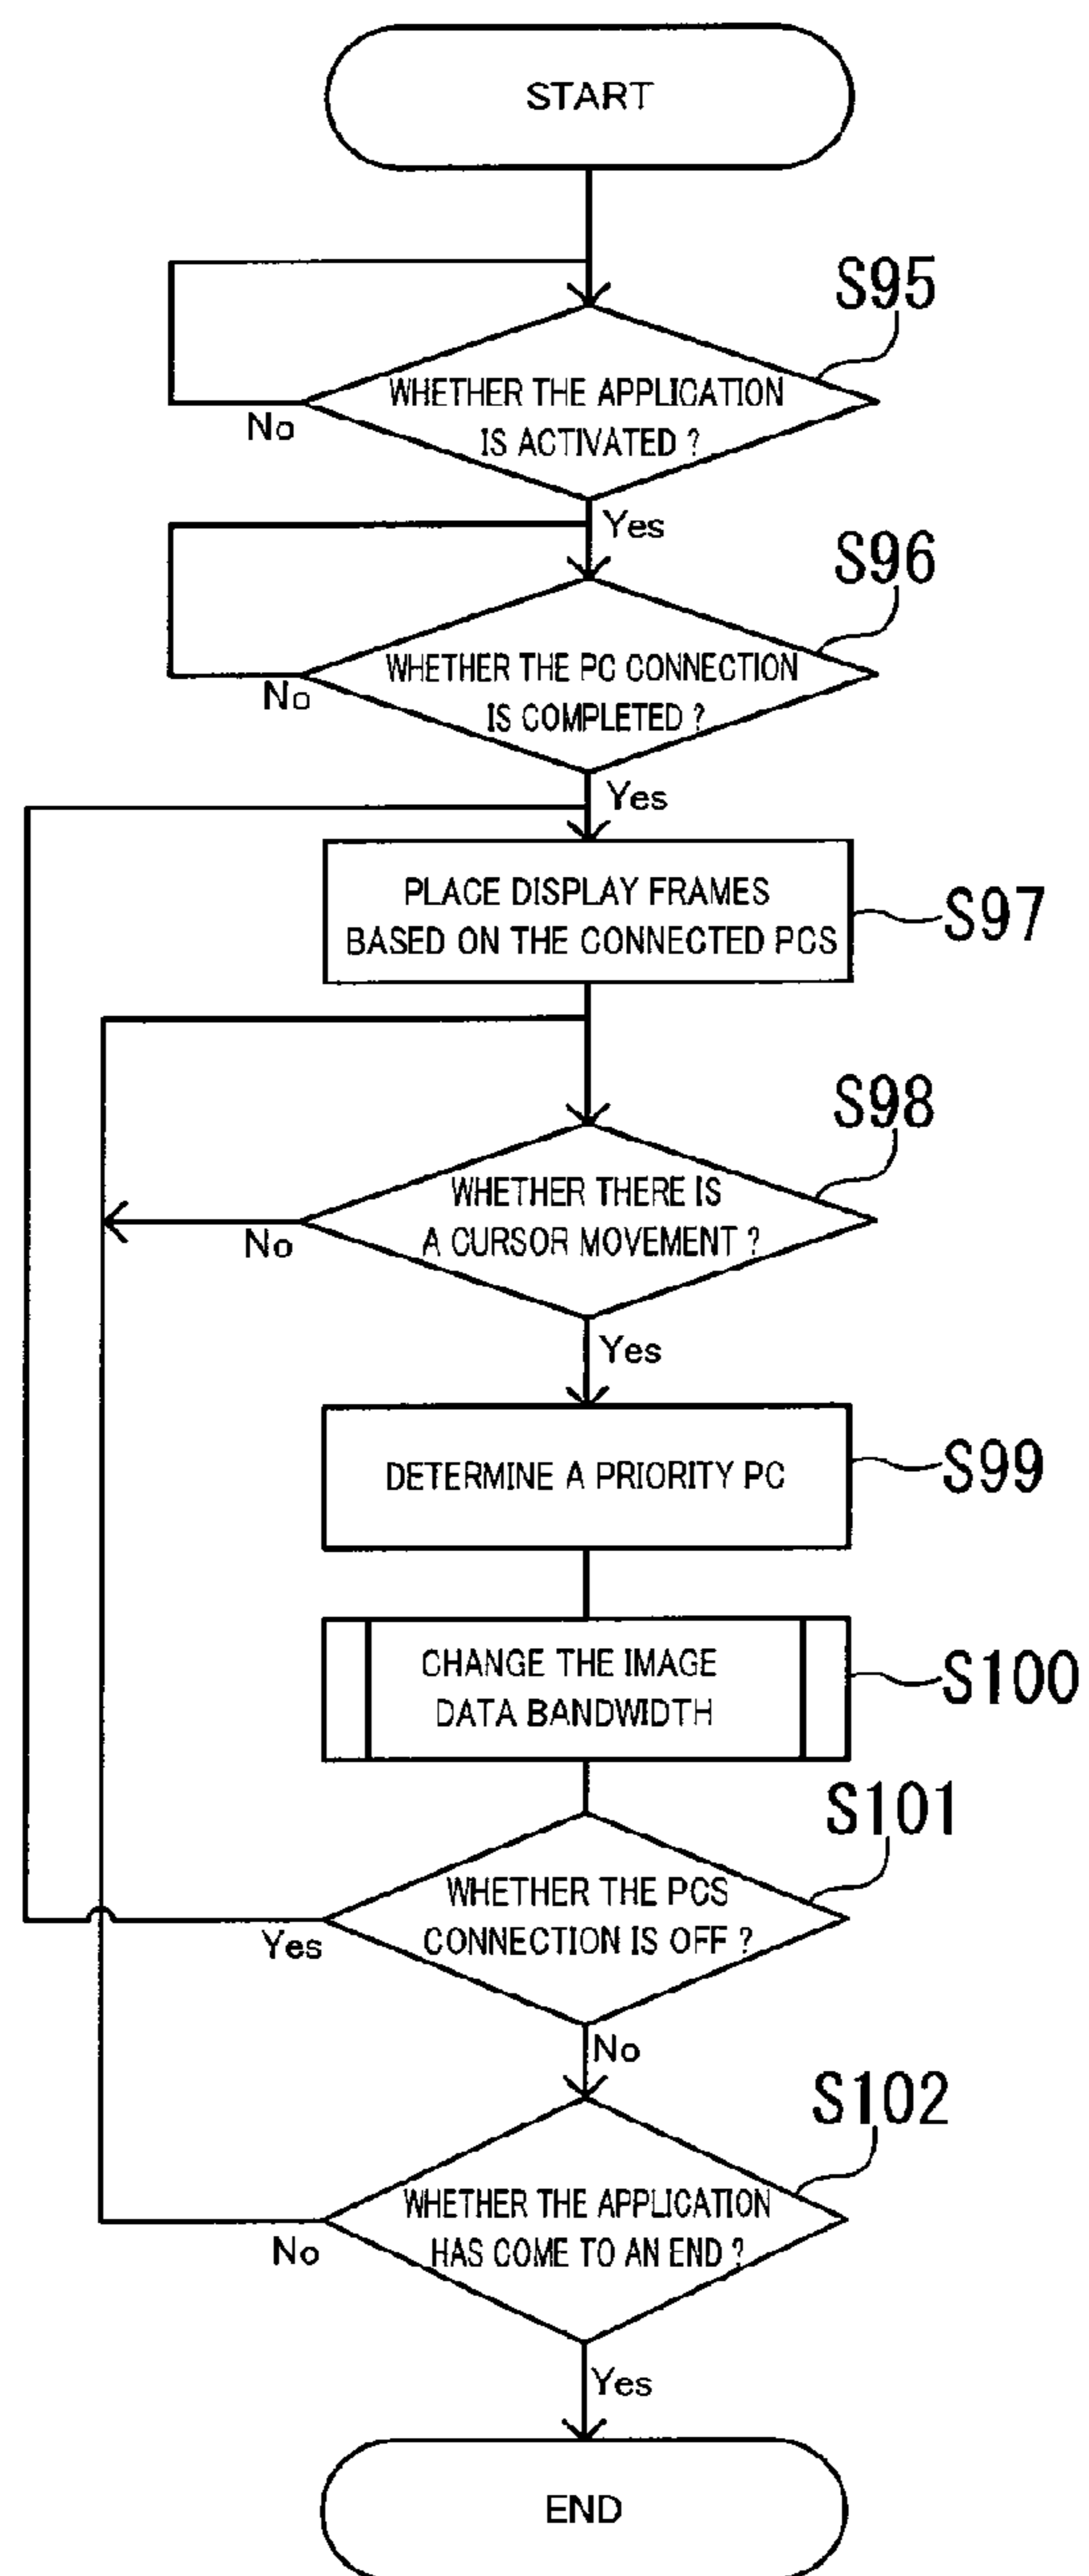 START
S95
WHETHER THE APPLICATION
IS ACTIVATED ?
No
Yes
S96
WHETHER THE PC CONNECTION
IS COMPLETED ?
No
Yes
PLACE DISPLAY FRAMES
BASED ON THE CONNECTED PCS
S97
S98
WHETHER THERE IS
A CURSOR MOVEMENT ?
No
Yes
DETERMINE A PRIORITY PC
S99
CHANGE THE IMAGE
DATA BANDWIDTH
S100
S101
WHETHER THE PCS
CONNECTION IS OFF ?
Yes
No
S102
WHETHER THE APPLICATION
HAS COME TO AN END ?
No
Yes
END